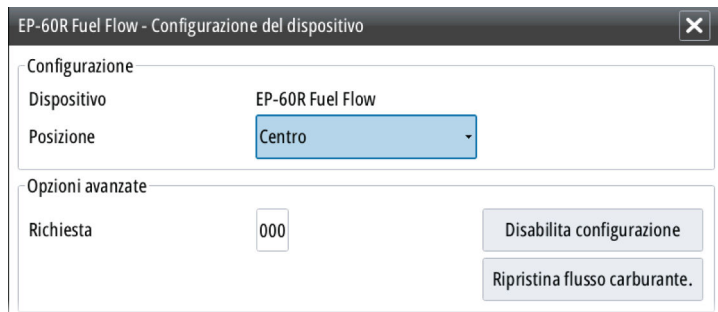 EP-60R Fuel Flow - Configurazione del dispositivo
Configurazione
Dispositivo EP-60R Fuel Flow
Posizione Centro
Opzioni avanzate
Richiesta 000 Disabilita configurazione
Ripristina flusso carburante.